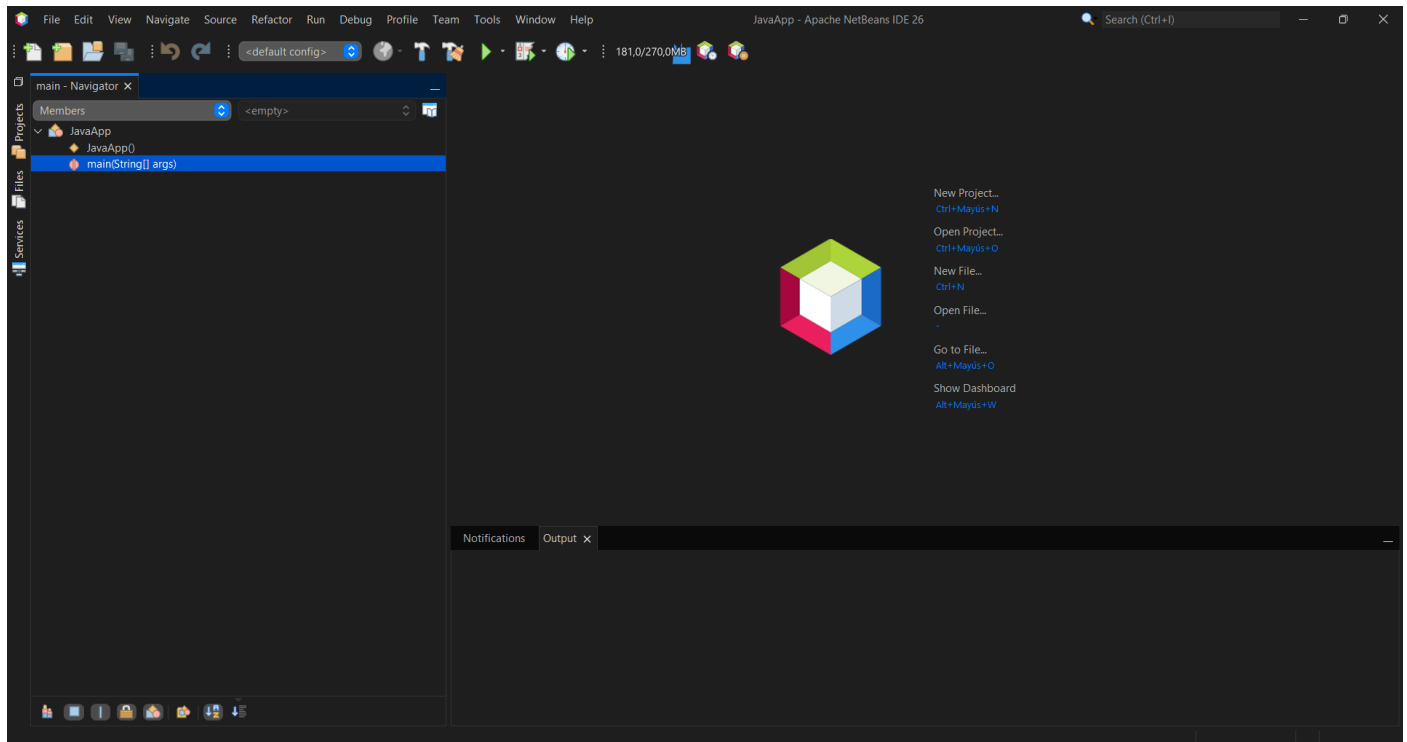 File Edit View Navigate Source Refactor Run Debug Profile Team Tools Window Help
JavaApp - Apache NetBeans IDE 26
Search (Ctrl+I)
<default config>
181,0/270,0MB
main - Navigator
Members
<empty>
Projects
Files
Services
JavaApp
JavaApp()
main(String[] args)
New Project...
Ctrl+Mayús+N
Open Project...
Ctrl+Mayús+O
New File...
Ctrl+N
Open File...
-
Go to File...
Alt+Mayús+O
Show Dashboard
Alt+Mayús+W
Notifications
Output